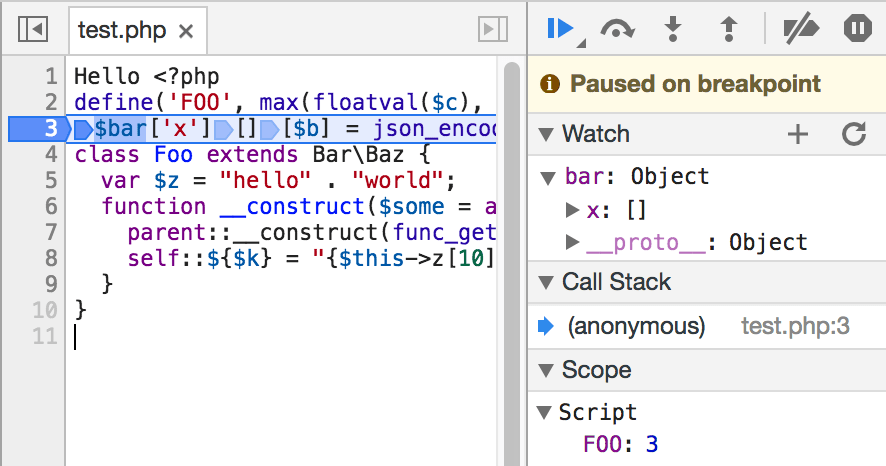 test.php ×
1 Hello <?php
2 define('FOO', max(floatval($c),
3 $bar['x'] [] [$b] = json_enco
4 class Foo extends Bar\Baz {
5 var $z = "hello" . "world";
6 function __construct($some = a
7 parent::__construct(func_get
8 self::${$k} = "{$this->z[10]
9 }
10 }
11
Paused on breakpoint
Watch
bar: Object
x: []
__proto__: Object
Call Stack
(anonymous) test.php:3
Scope
Script
FOO: 3